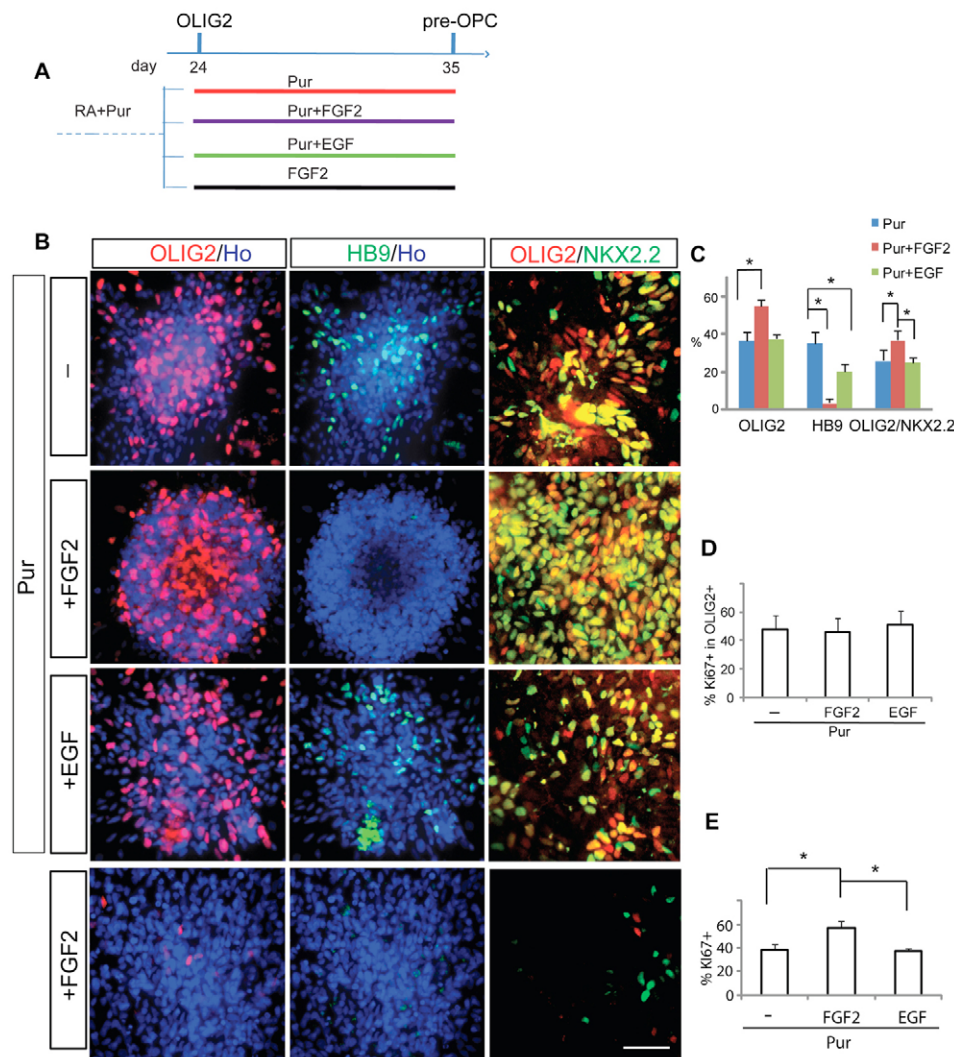 OLIG2 pre-OPC
A
day 24 35
RA+Pur
Pur
Pur+FGF2
Pur+EGF
FGF2
B
OLIG2/Ho HB9/Ho OLIG2/NKX2.2
Pur
–
+FGF2
+EGF
+FGF2
C
Pur
Pur+FGF2
Pur+EGF
* * * * *
60
40
%
20
0
OLIG2 HB9 OLIG2/NKX2.2
D
% Ki67+ in OLIG2+
60
40
20
0
– FGF2 EGF
Pur
E
* *
% KI67+
60
40
20
0
– FGF2 EGF
Pur